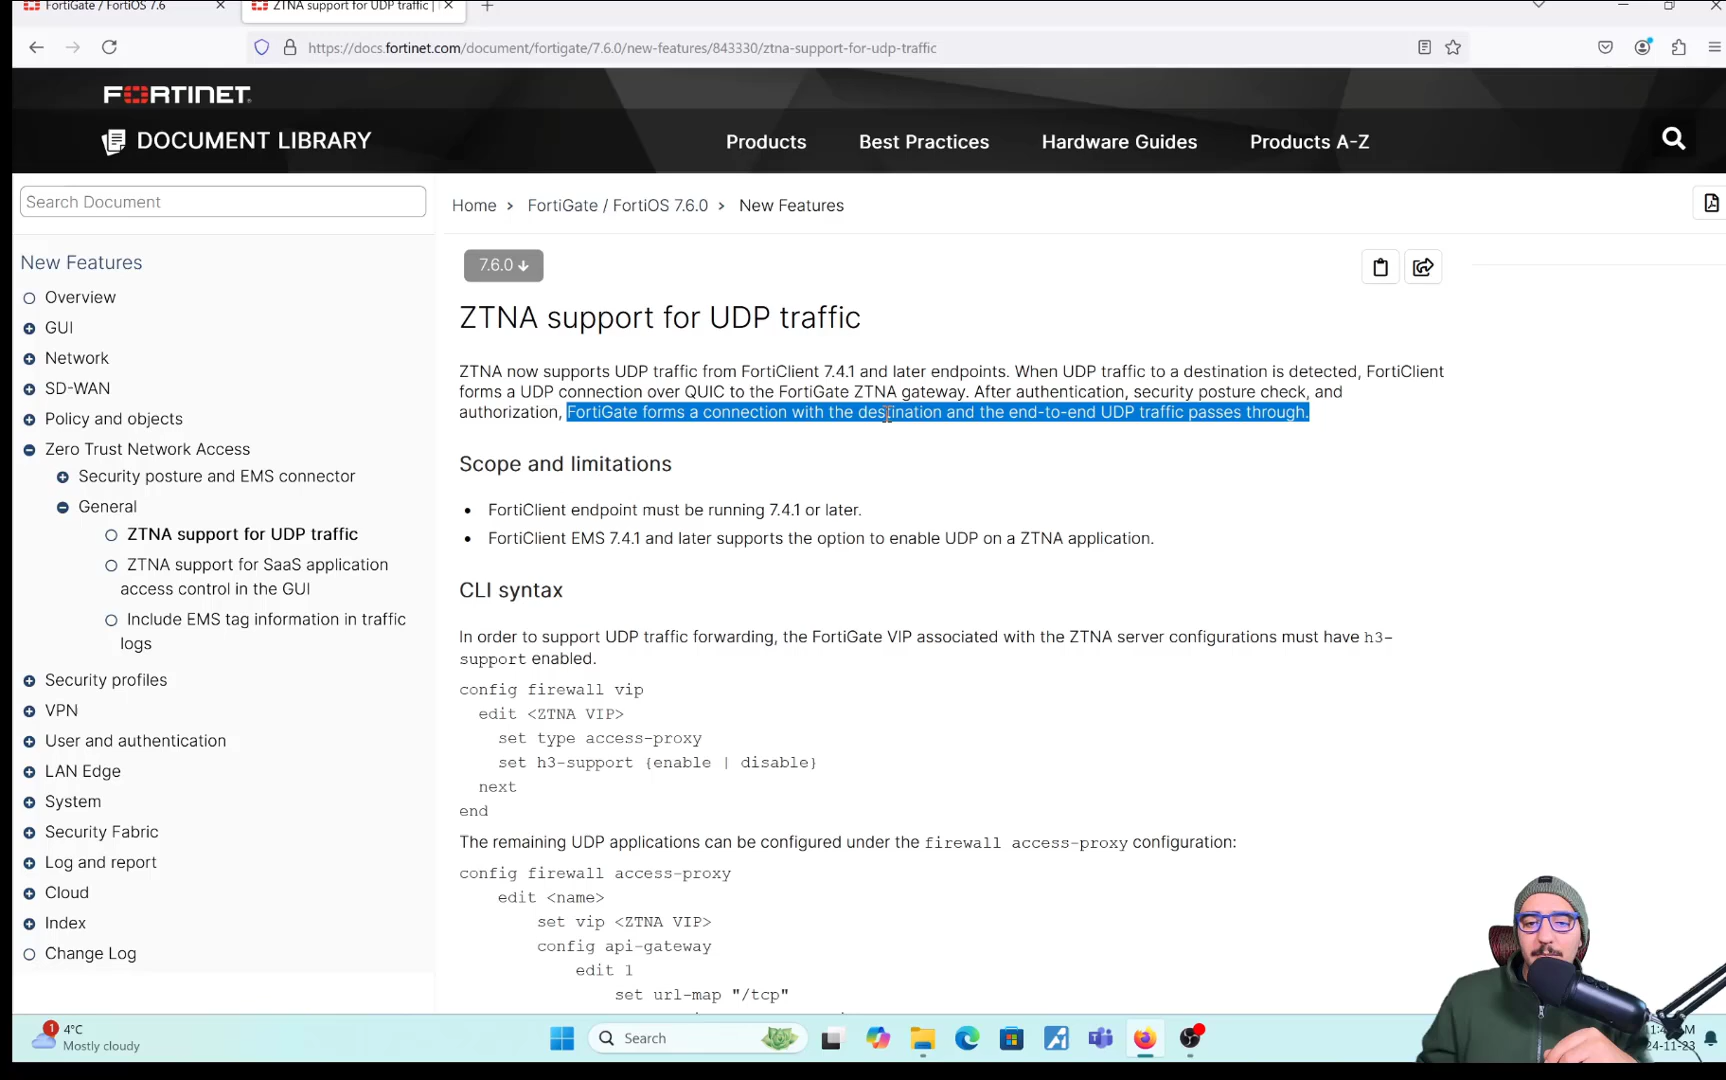 FortiGate / FortiOS 7.6
ZTNA support for UDP traffic |
https://docs.fortinet.com/document/fortigate/7.6.0/new-features/843330/ztna-support-for-udp-traffic
FORTINET
DOCUMENT LIBRARY
Products
Best Practices
Hardware Guides
Products A-Z
Search Document
Home > FortiGate / FortiOS 7.6.0 > New Features
New Features
Overview
GUI
Network
SD-WAN
Policy and objects
Zero Trust Network Access
Security posture and EMS connector
General
ZTNA support for UDP traffic
ZTNA support for SaaS application
access control in the GUI
Include EMS tag information in traffic
logs
Security profiles
VPN
User and authentication
LAN Edge
System
Security Fabric
Log and report
Cloud
Index
Change Log
7.6.0
ZTNA support for UDP traffic
ZTNA now supports UDP traffic from FortiClient 7.4.1 and later endpoints. When UDP traffic to a destination is detected, FortiClient
forms a UDP connection over QUIC to the FortiGate ZTNA gateway. After authentication, security posture check, and
authorization, FortiGate forms a connection with the destination and the end-to-end UDP traffic passes through.
Scope and limitations
• FortiClient endpoint must be running 7.4.1 or later.
• FortiClient EMS 7.4.1 and later supports the option to enable UDP on a ZTNA application.
CLI syntax
In order to support UDP traffic forwarding, the FortiGate VIP associated with the ZTNA server configurations must have h3-
support enabled.
config firewall vip
edit <ZTNA VIP>
set type access-proxy
set h3-support {enable | disable}
next
end
The remaining UDP applications can be configured under the firewall access-proxy configuration:
config firewall access-proxy
edit <name>
set vip <ZTNA VIP>
config api-gateway
edit 1
set url-map "/tcp"
1
4°C
Mostly cloudy
Search
24-11-23